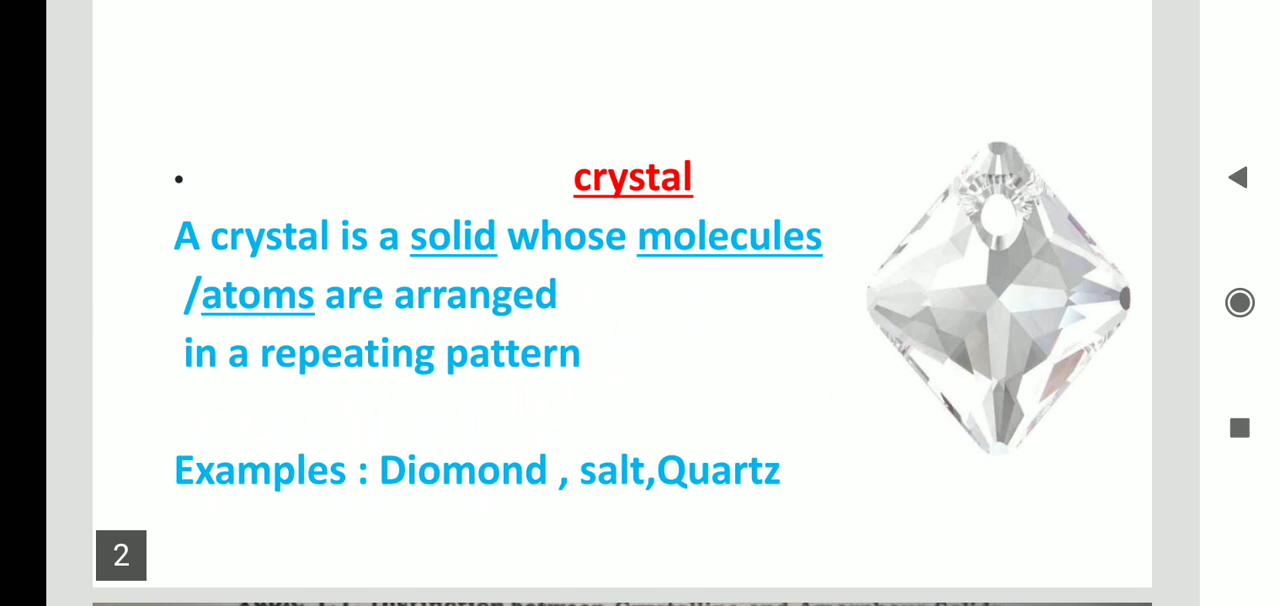 • crystal
A crystal is a solid whose molecules
/atoms are arranged
in a repeating pattern
Examples : Diomond , salt,Quartz
2